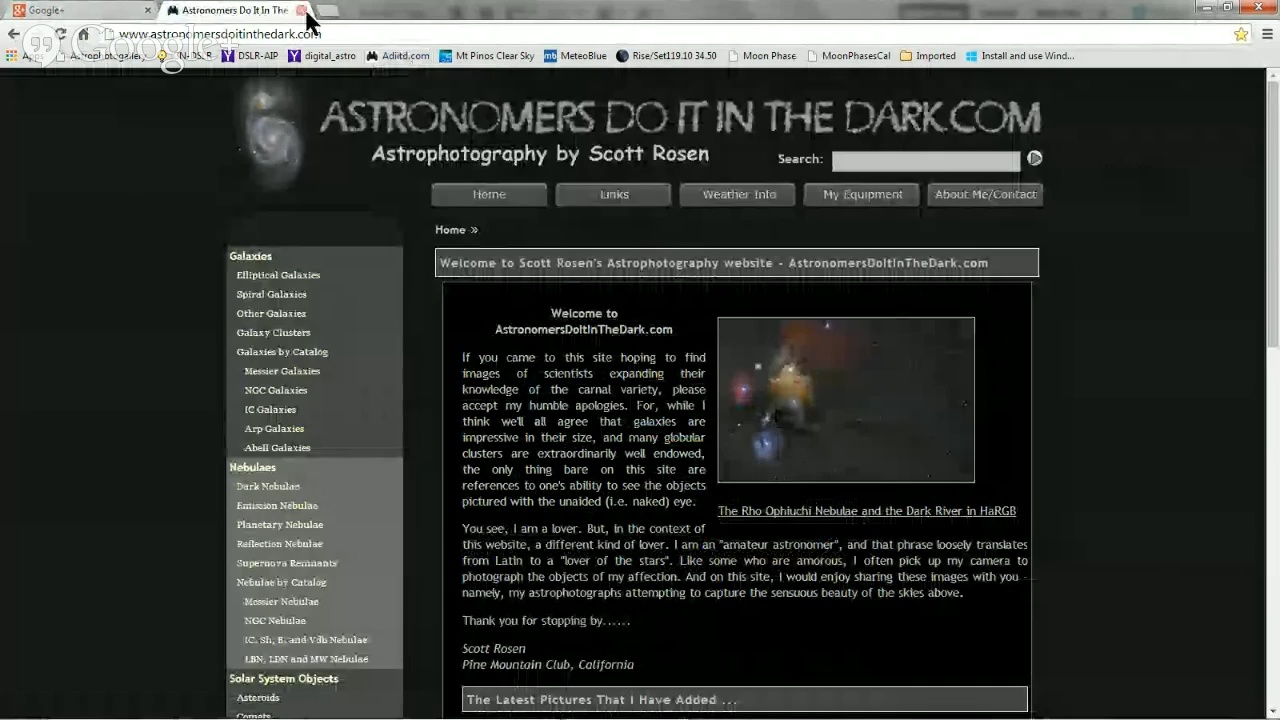 Google+
Astronomers Do It In The
www.astronomersdoitinthedark.com
Google+
DSLR-AIP
digital_astro
Adiitd.com
Mt Pinos Clear Sky
MeteoBlue
Rise/Set119.10 34.50
Moon Phase
MoonPhasesCal
Imported
Install and use Wind...
ASTRONOMERS DO IT IN THE DARK.COM
Astrophotography by Scott Rosen
Search:
Home
Links
Weather Info
My Equipment
About Me/Contact
Home »
Galaxies
Elliptical Galaxies
Spiral Galaxies
Other Galaxies
Galaxy Clusters
Galaxies by Catalog
Messier Galaxies
NGC Galaxies
IC Galaxies
Arp Galaxies
Abell Galaxies
Nebulaes
Dark Nebulae
Emission Nebulae
Planetary Nebulae
Reflection Nebulae
Supernova Remnants
Nebulae by Catalog
Messier Nebulae
NGC Nebulae
IC, Sh, B, and Vdb Nebulae
LBN, LDN and MW Nebulae
Solar System Objects
Asteroids
Comets
Welcome to Scott Rosen's Astrophotography website - AstronomersDoItInTheDark.com
Welcome to
AstronomersDoItInTheDark.com
If you came to this site hoping to find
images of scientists expanding their
knowledge of the carnal variety, please
accept my humble apologies. For, while I
think we'll all agree that galaxies are
impressive in their size, and many globular
clusters are extraordinarily well endowed,
the only thing bare on this site are
references to one's ability to see the objects
pictured with the unaided (i.e. naked) eye.
The Rho Ophiuchi Nebulae and the Dark River in HaRGB
You see, I am a lover. But, in the context of
this website, a different kind of lover. I am an "amateur astronomer", and that phrase loosely translates
from Latin to a "lover of the stars". Like some who are amorous, I often pick up my camera to
photograph the objects of my affection. And on this site, I would enjoy sharing these images with you -
namely, my astrophotographs attempting to capture the sensuous beauty of the skies above.
Thank you for stopping by......
Scott Rosen
Pine Mountain Club, California
The Latest Pictures That I Have Added ...